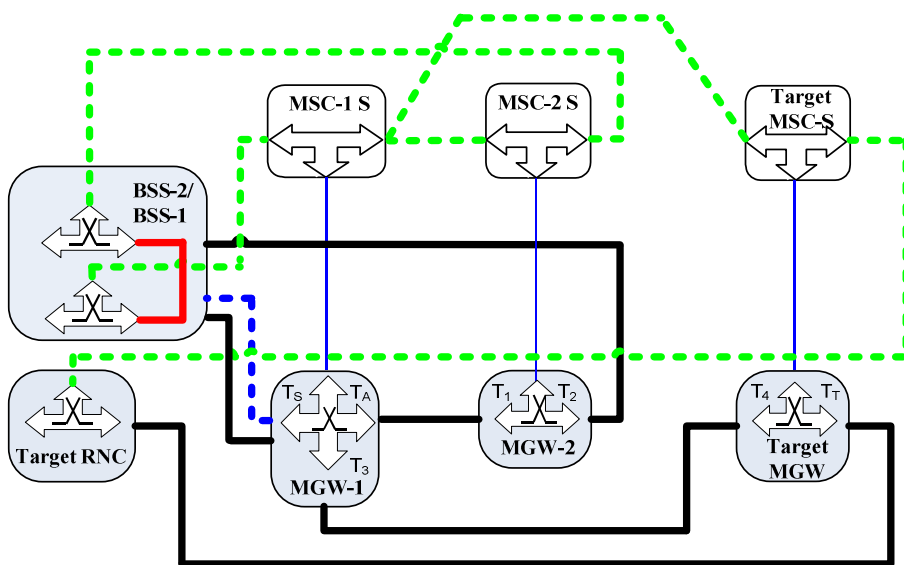 MSC-1 S
MSC-2 S
Target
MSC-S
BSS-2/
BSS-1
Target RNC
TS
TA
T3
MGW-1
T1
T2
MGW-2
T4
TT
Target
MGW